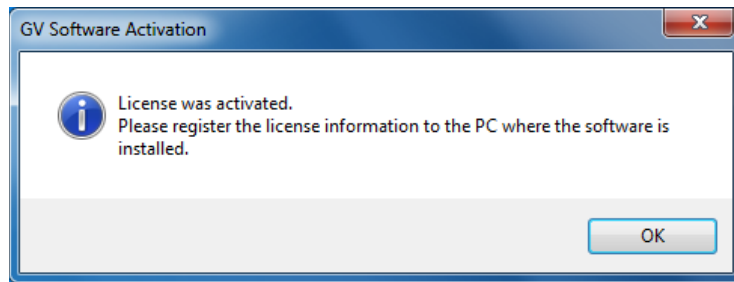 GV Software Activation
License was activated.
Please register the license information to the PC where the software is
installed.
OK